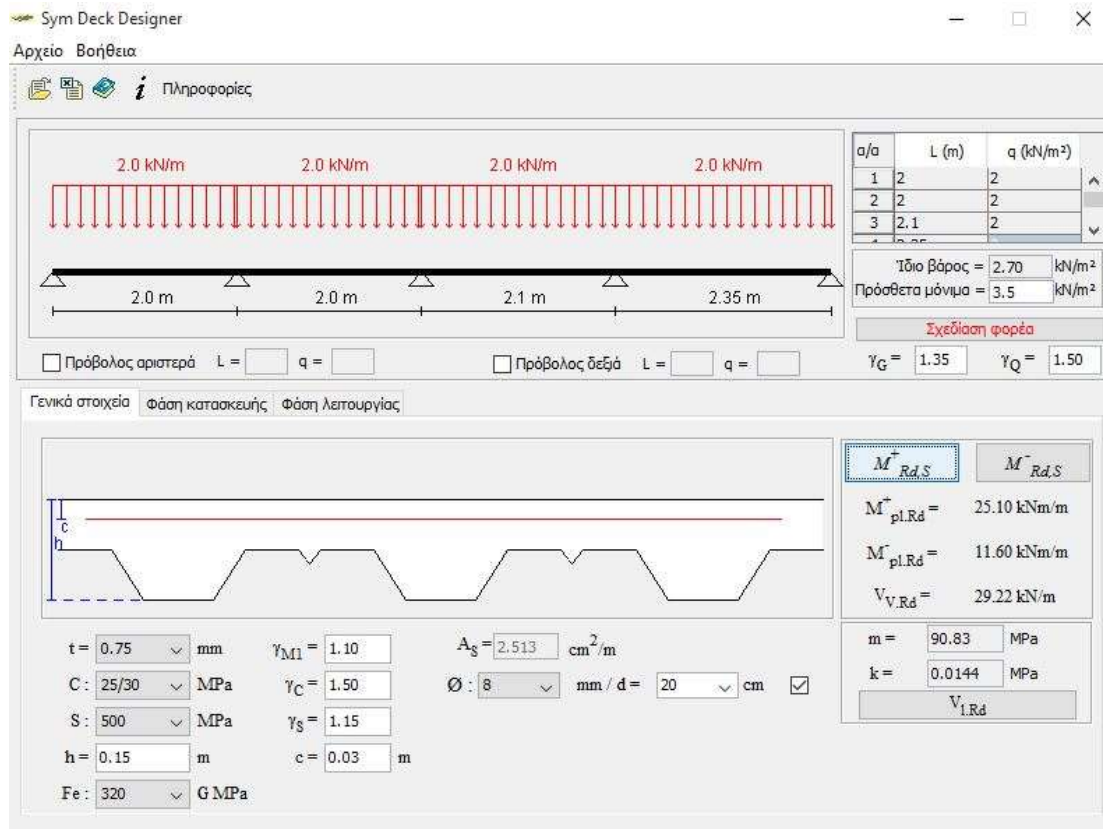 Sym Deck Designer
Αρχείο Βοήθεια
i Πληροφορίες
2.0 kN/m 2.0 kN/m 2.0 kN/m 2.0 kN/m
2.0 m 2.0 m 2.1 m 2.35 m
α/α L (m) q (kN/m²)
1 2 2
2 2 2
3 2.1 2
Ίδιο βάρος = 2.70 kN/m²
Πρόσθετα μόνιμα = 3.5 kN/m²
Σχεδίαση φορέα
Πρόβολος αριστερά L = q = Πρόβολος δεξιά L = q =
γG = 1.35 γQ = 1.50
Γενικά στοιχεία Φάση κατασκευής Φάση λειτουργίας
c
h
M+Rd,S M-Rd,S
M+pl.Rd = 25.10 kNm/m
M-pl.Rd = 11.60 kNm/m
VV.Rd = 29.22 kN/m
t = 0.75 mm γM1 = 1.10 AS = 2.513 cm²/m
C : 25/30 MPa γC = 1.50 Ø : 8 mm / d = 20 cm
S : 500 MPa γS = 1.15
h = 0.15 m c = 0.03 m
Fe : 320 G MPa
m = 90.83 MPa
k = 0.0144 MPa
Vl.Rd